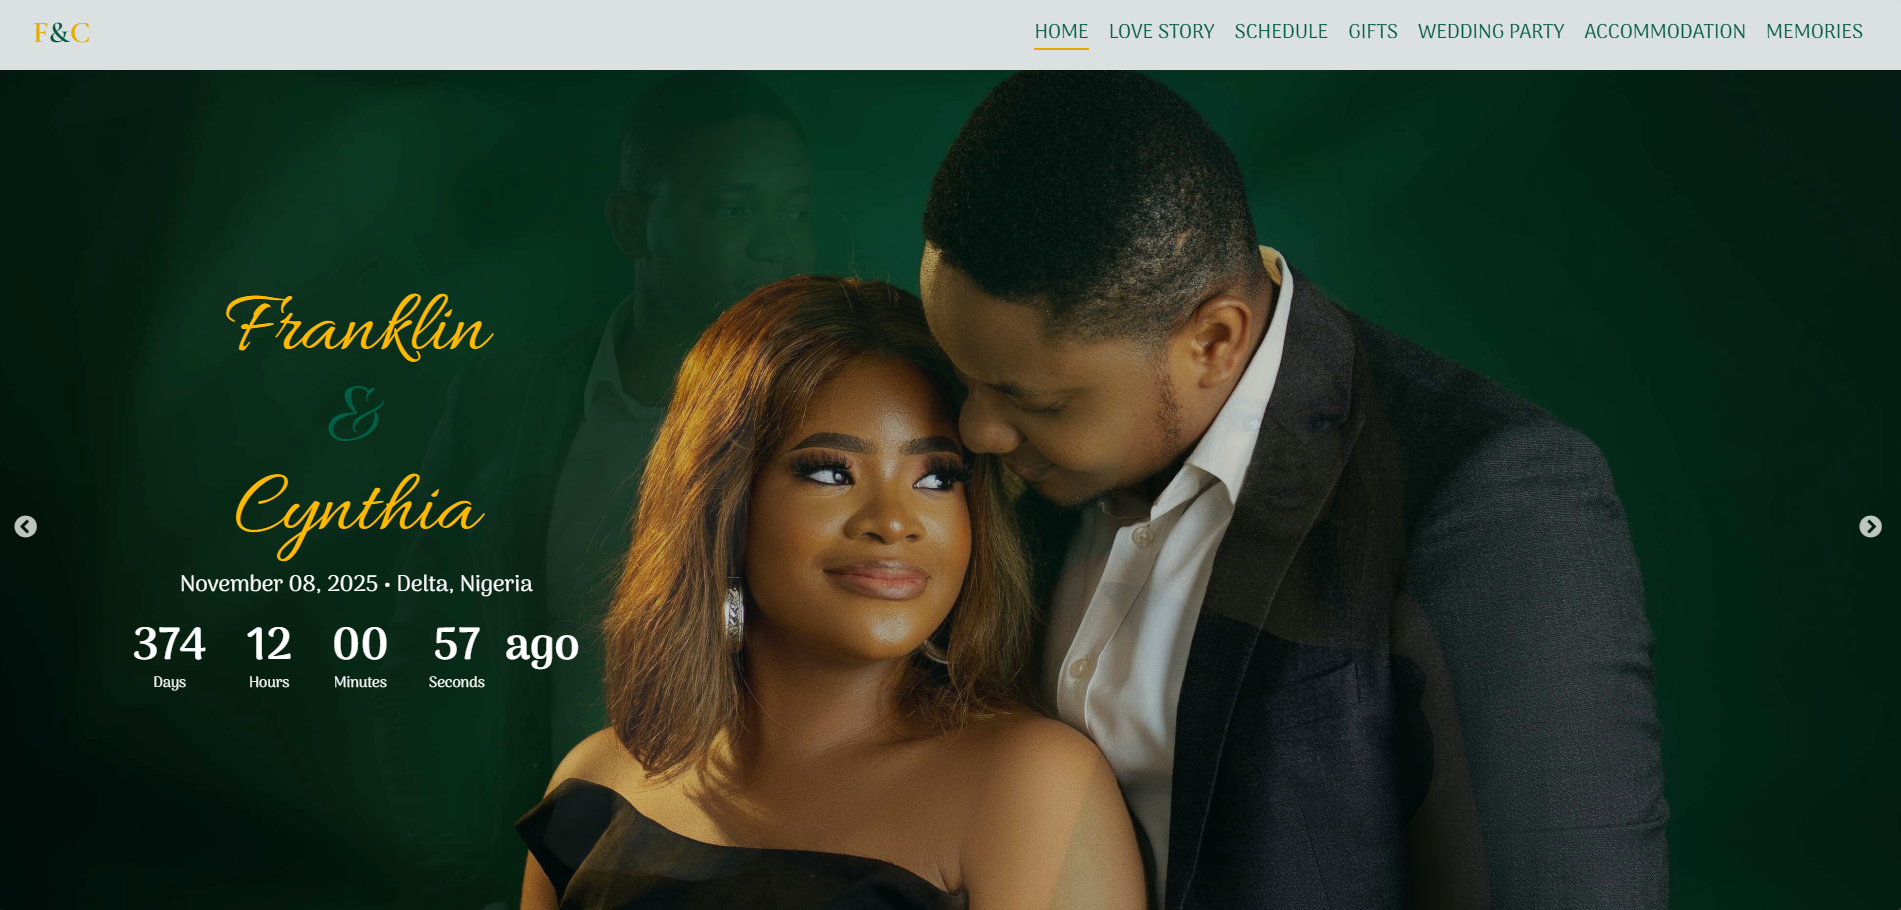 F&C
HOME LOVE STORY SCHEDULE GIFTS WEDDING PARTY ACCOMMODATION MEMORIES
Franklin
&
Cynthia
November 08, 2025 • Delta, Nigeria
374 12 00 57 ago
Days Hours Minutes Seconds